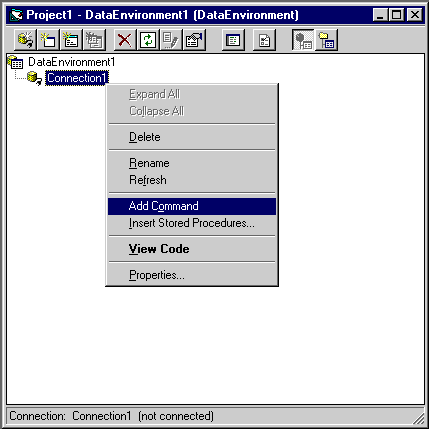 Project1 - DataEnvironment1 (DataEnvironment)
DataEnvironment1
Connection1
Expand All
Collapse All
Delete
Rename
Refresh
Add Command
Insert Stored Procedures...
View Code
Properties...
Connection: Connection1 (not connected)